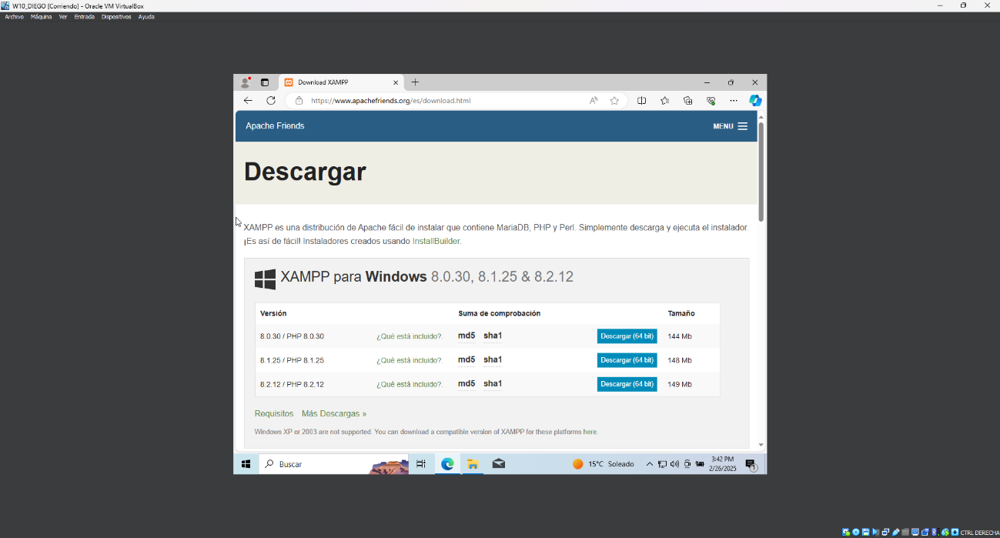 W10_DIEGO [Corriendo] - Oracle VM VirtualBox
Archivo Máquina Ver Entrada Dispositivos Ayuda
Download XAMPP
https://www.apachefriends.org/es/download.html
Apache Friends
MENU
Descargar
XAMPP es una distribución de Apache fácil de instalar que contiene MariaDB, PHP y Perl. Simplemente descarga y ejecuta el instalador.
¡Es así de fácil! Instaladores creados usando InstallBuilder.
XAMPP para Windows 8.0.30, 8.1.25 & 8.2.12
Versión Suma de comprobación Tamaño
8.0.30 / PHP 8.0.30 ¿Qué está incluido?. md5 sha1 Descargar (64 bit) 144 Mb
8.1.25 / PHP 8.1.25 ¿Qué está incluido?. md5 sha1 Descargar (64 bit) 148 Mb
8.2.12 / PHP 8.2.12 ¿Qué está incluido?. md5 sha1 Descargar (64 bit) 149 Mb
Requisitos Más Descargas »
Windows XP or 2003 are not supported. You can download a compatible version of XAMPP for these platforms here.
Buscar
15°C Soleado
3:42 PM
2/26/2025
1
CTRL DERECHA